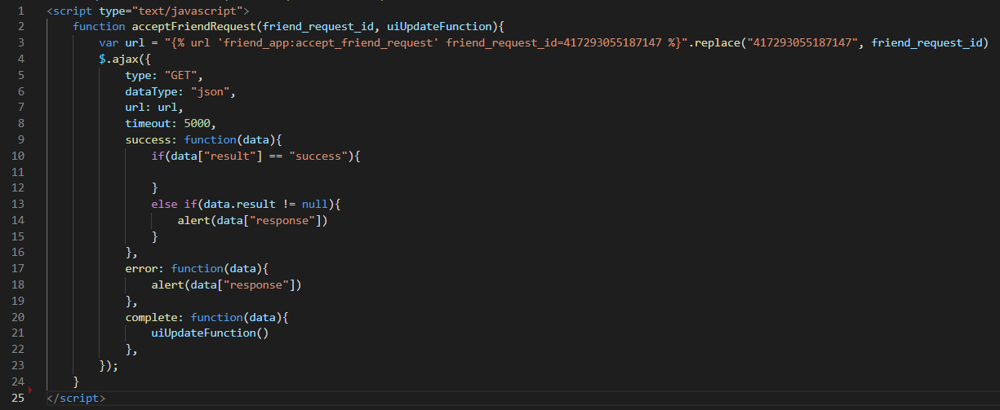 1 <script type="text/javascript">
2     function acceptFriendRequest(friend_request_id, uiUpdateFunction){
3         var url = "{% url 'friend_app:accept_friend_request' friend_request_id=417293055187147 %}".replace("417293055187147", friend_request_id)
4         $.ajax({
5             type: "GET",
6             dataType: "json",
7             url: url,
8             timeout: 5000,
9             success: function(data){
10                 if(data["result"] == "success"){
11
12                 }
13                 else if(data.result != null){
14                     alert(data["response"])
15                 }
16             },
17             error: function(data){
18                 alert(data["response"])
19             },
20             complete: function(data){
21                 uiUpdateFunction()
22             },
23         });
24     }
25 </script>